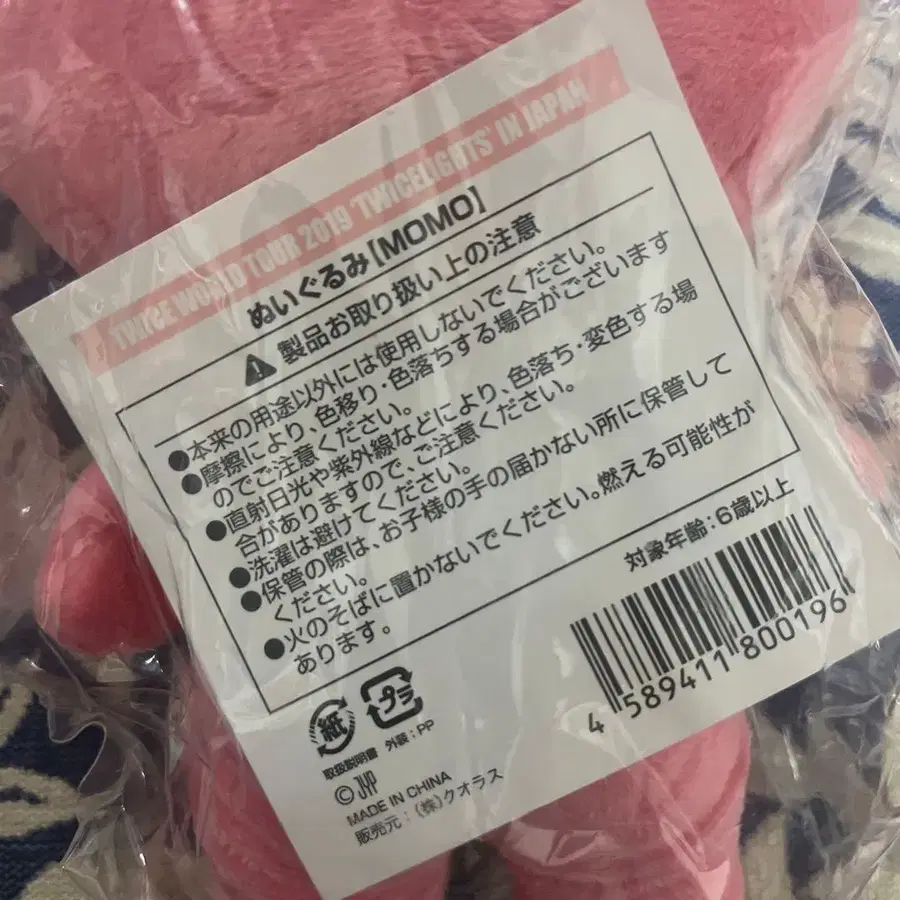 TWICE WORLD TOUR 2019 'TWICELIGHTS' IN JAPAN
ぬいぐるみ【MOMO】
製品お取り扱い上の注意
●本来の用途以外には使用しないでください。
●摩擦により、色移り・色落ちする場合がございます
のでご注意ください。
●直射日光や紫外線などにより、色落ち・変色する場
合がありますので、ご注意ください。
●洗濯は避けてください。
●保管の際は、お子様の手の届かない所に保管して
ください。
●火のそばに置かないでください。燃える可能性が
あります。
対象年齢:6歳以上
4 589411 800196
紙
プラ
取扱説明書 外装:PP
©JYP
MADE IN CHINA
販売元:(株)クオラス